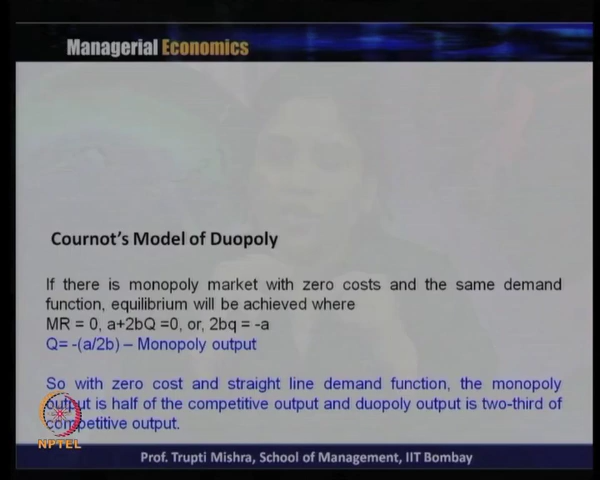 Managerial Economics
Cournot's Model of Duopoly
If there is monopoly market with zero costs and the same demand
function, equilibrium will be achieved where
MR = 0, a+2bQ =0, or, 2bq = -a
Q= -(a/2b) – Monopoly output
So with zero cost and straight line demand function, the monopoly
output is half of the competitive output and duopoly output is two-third of
competitive output.
NPTEL
Prof. Trupti Mishra, School of Management, IIT Bombay